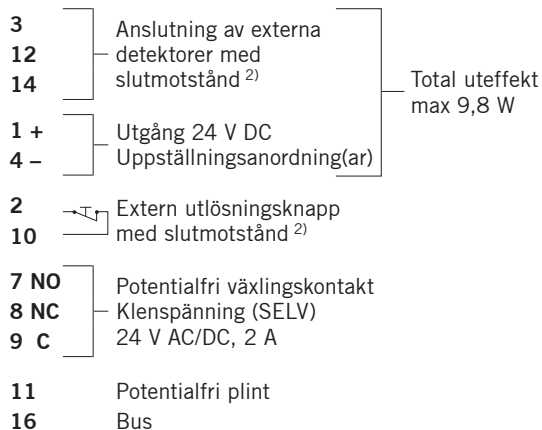 3
12
14
Anslutning av externa
detektorer med
slutmotstånd 2)
1 +
4 –
Utgång 24 V DC
Uppställningsanordning(ar)
Total uteffekt
max 9,8 W
2
10
Extern utlösningsknapp
med slutmotstånd 2)
7 NO
8 NC
9 C
Potentialfri växlingskontakt
Klenspänning (SELV)
24 V AC/DC, 2 A
11 Potentialfri plint
16 Bus